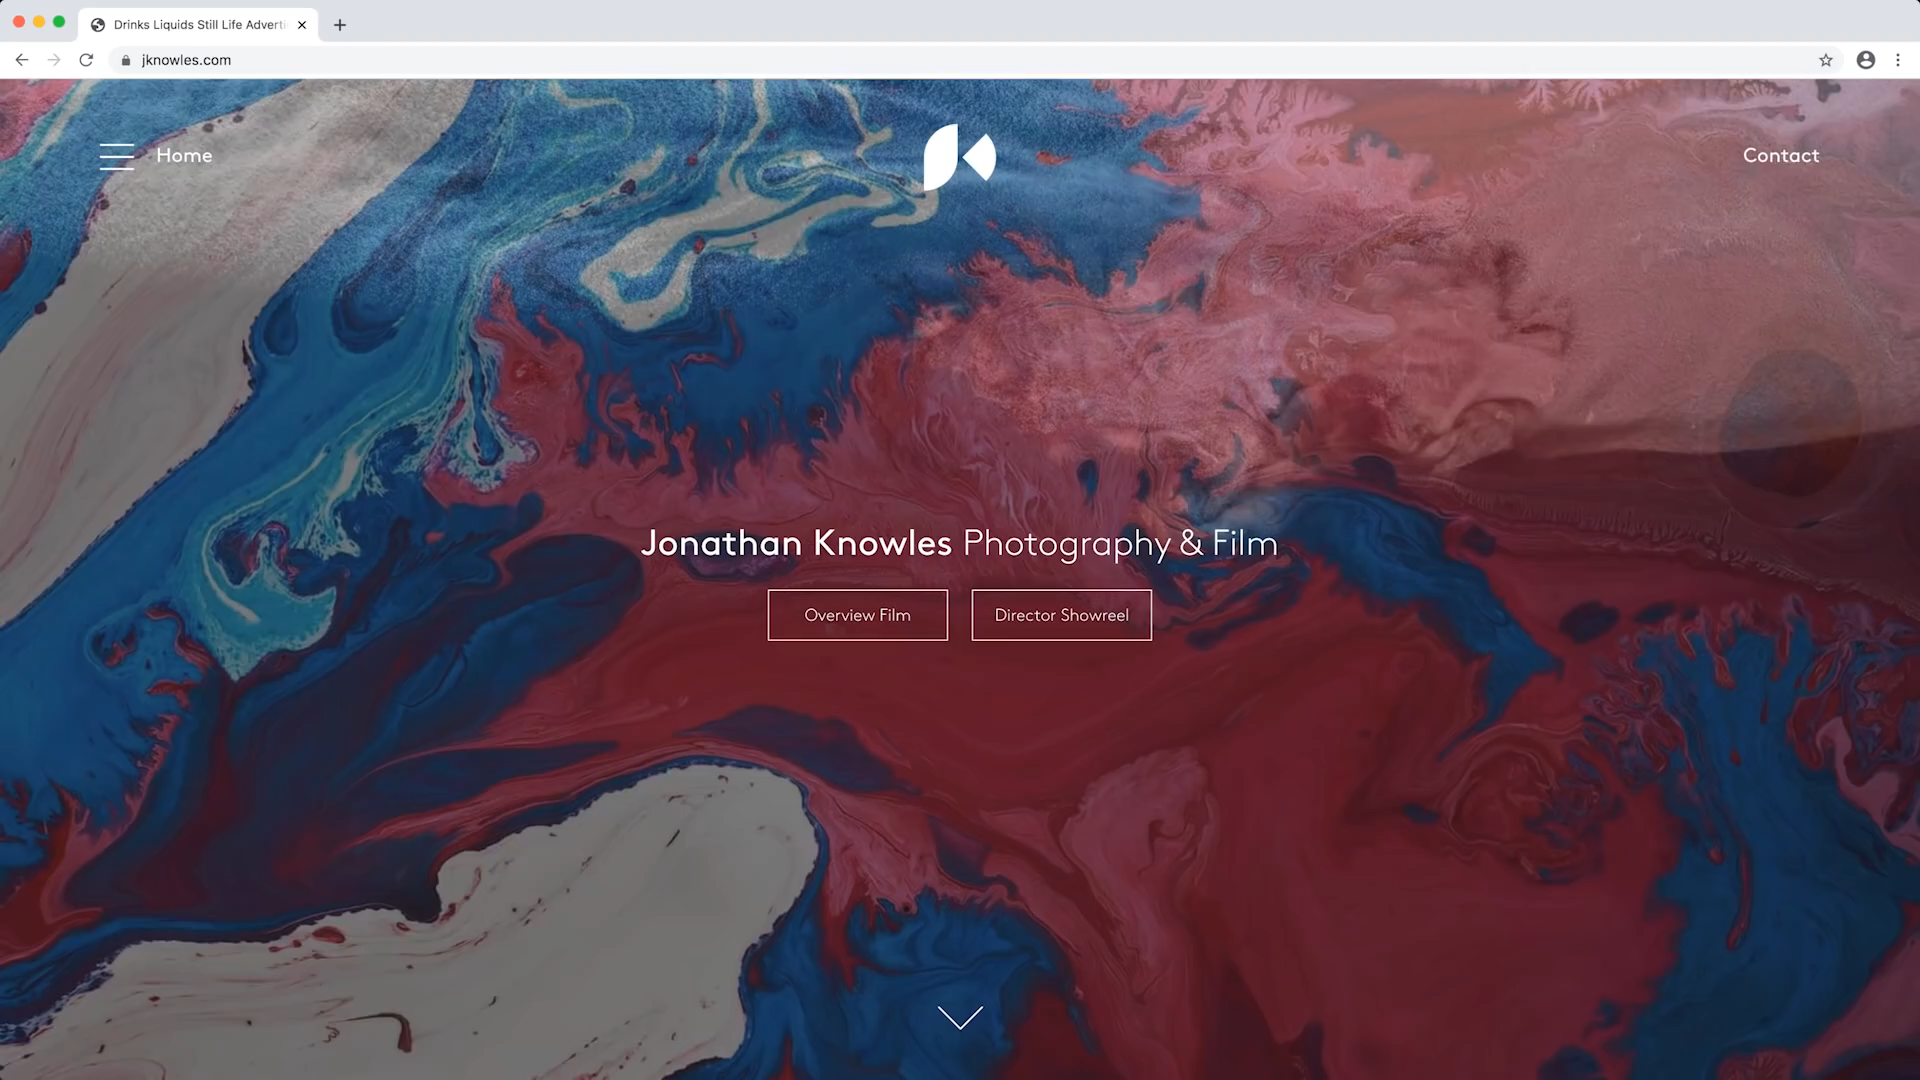 Drinks Liquids Still Life Adverti
jknowles.com
Home
Contact
Jonathan Knowles Photography & Film
Overview Film
Director Showreel